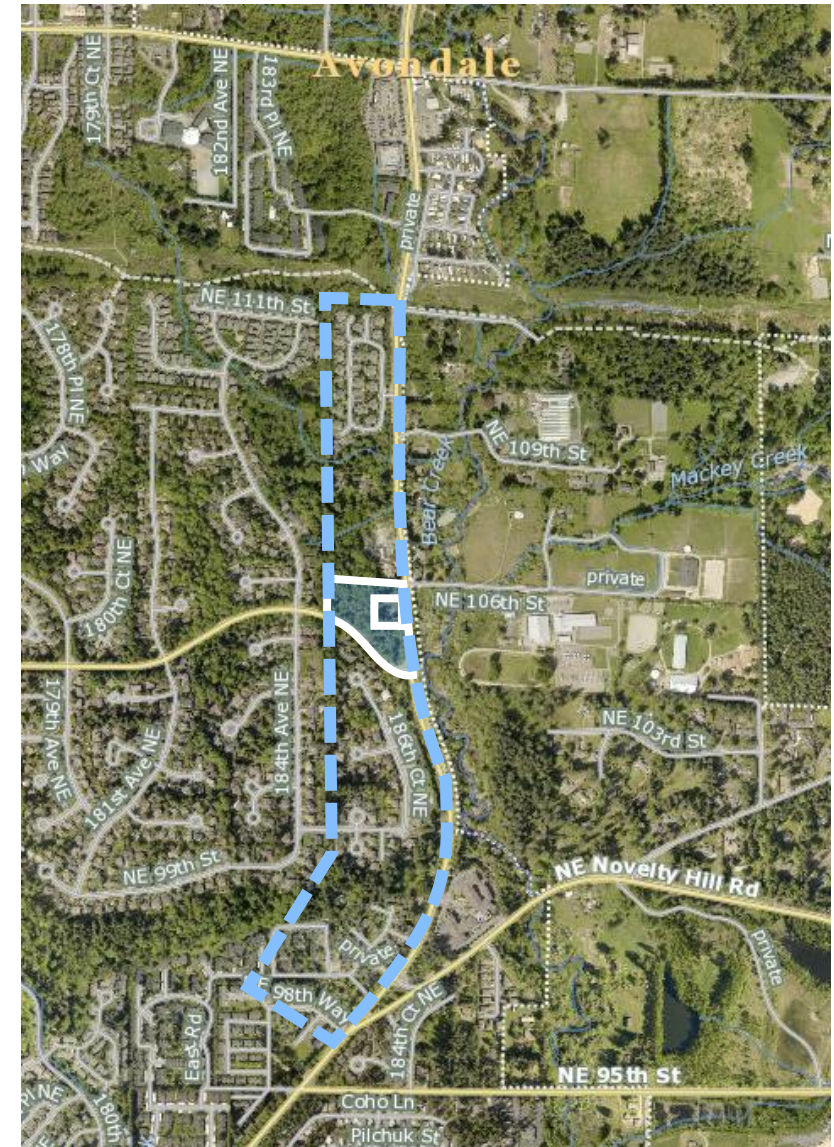 Avondale
179th Ct NE
182nd Ave NE
183rd Pl NE
private
NE 111th St
178th Pl NE
Way
NE 109th St
Bear Creek
Mackey Creek
180th Ct NE
private
NE 106th St
179th Ave NE
181st Ave NE
184th Ave NE
186th Ct NE
NE 103rd St
NE 99th St
NE Novelty Hill Rd
private
private
E 98th Way
East Rd
184th Ct NE
NE 95th St
Pl NE
180th
Coho Ln
Pilchuk St